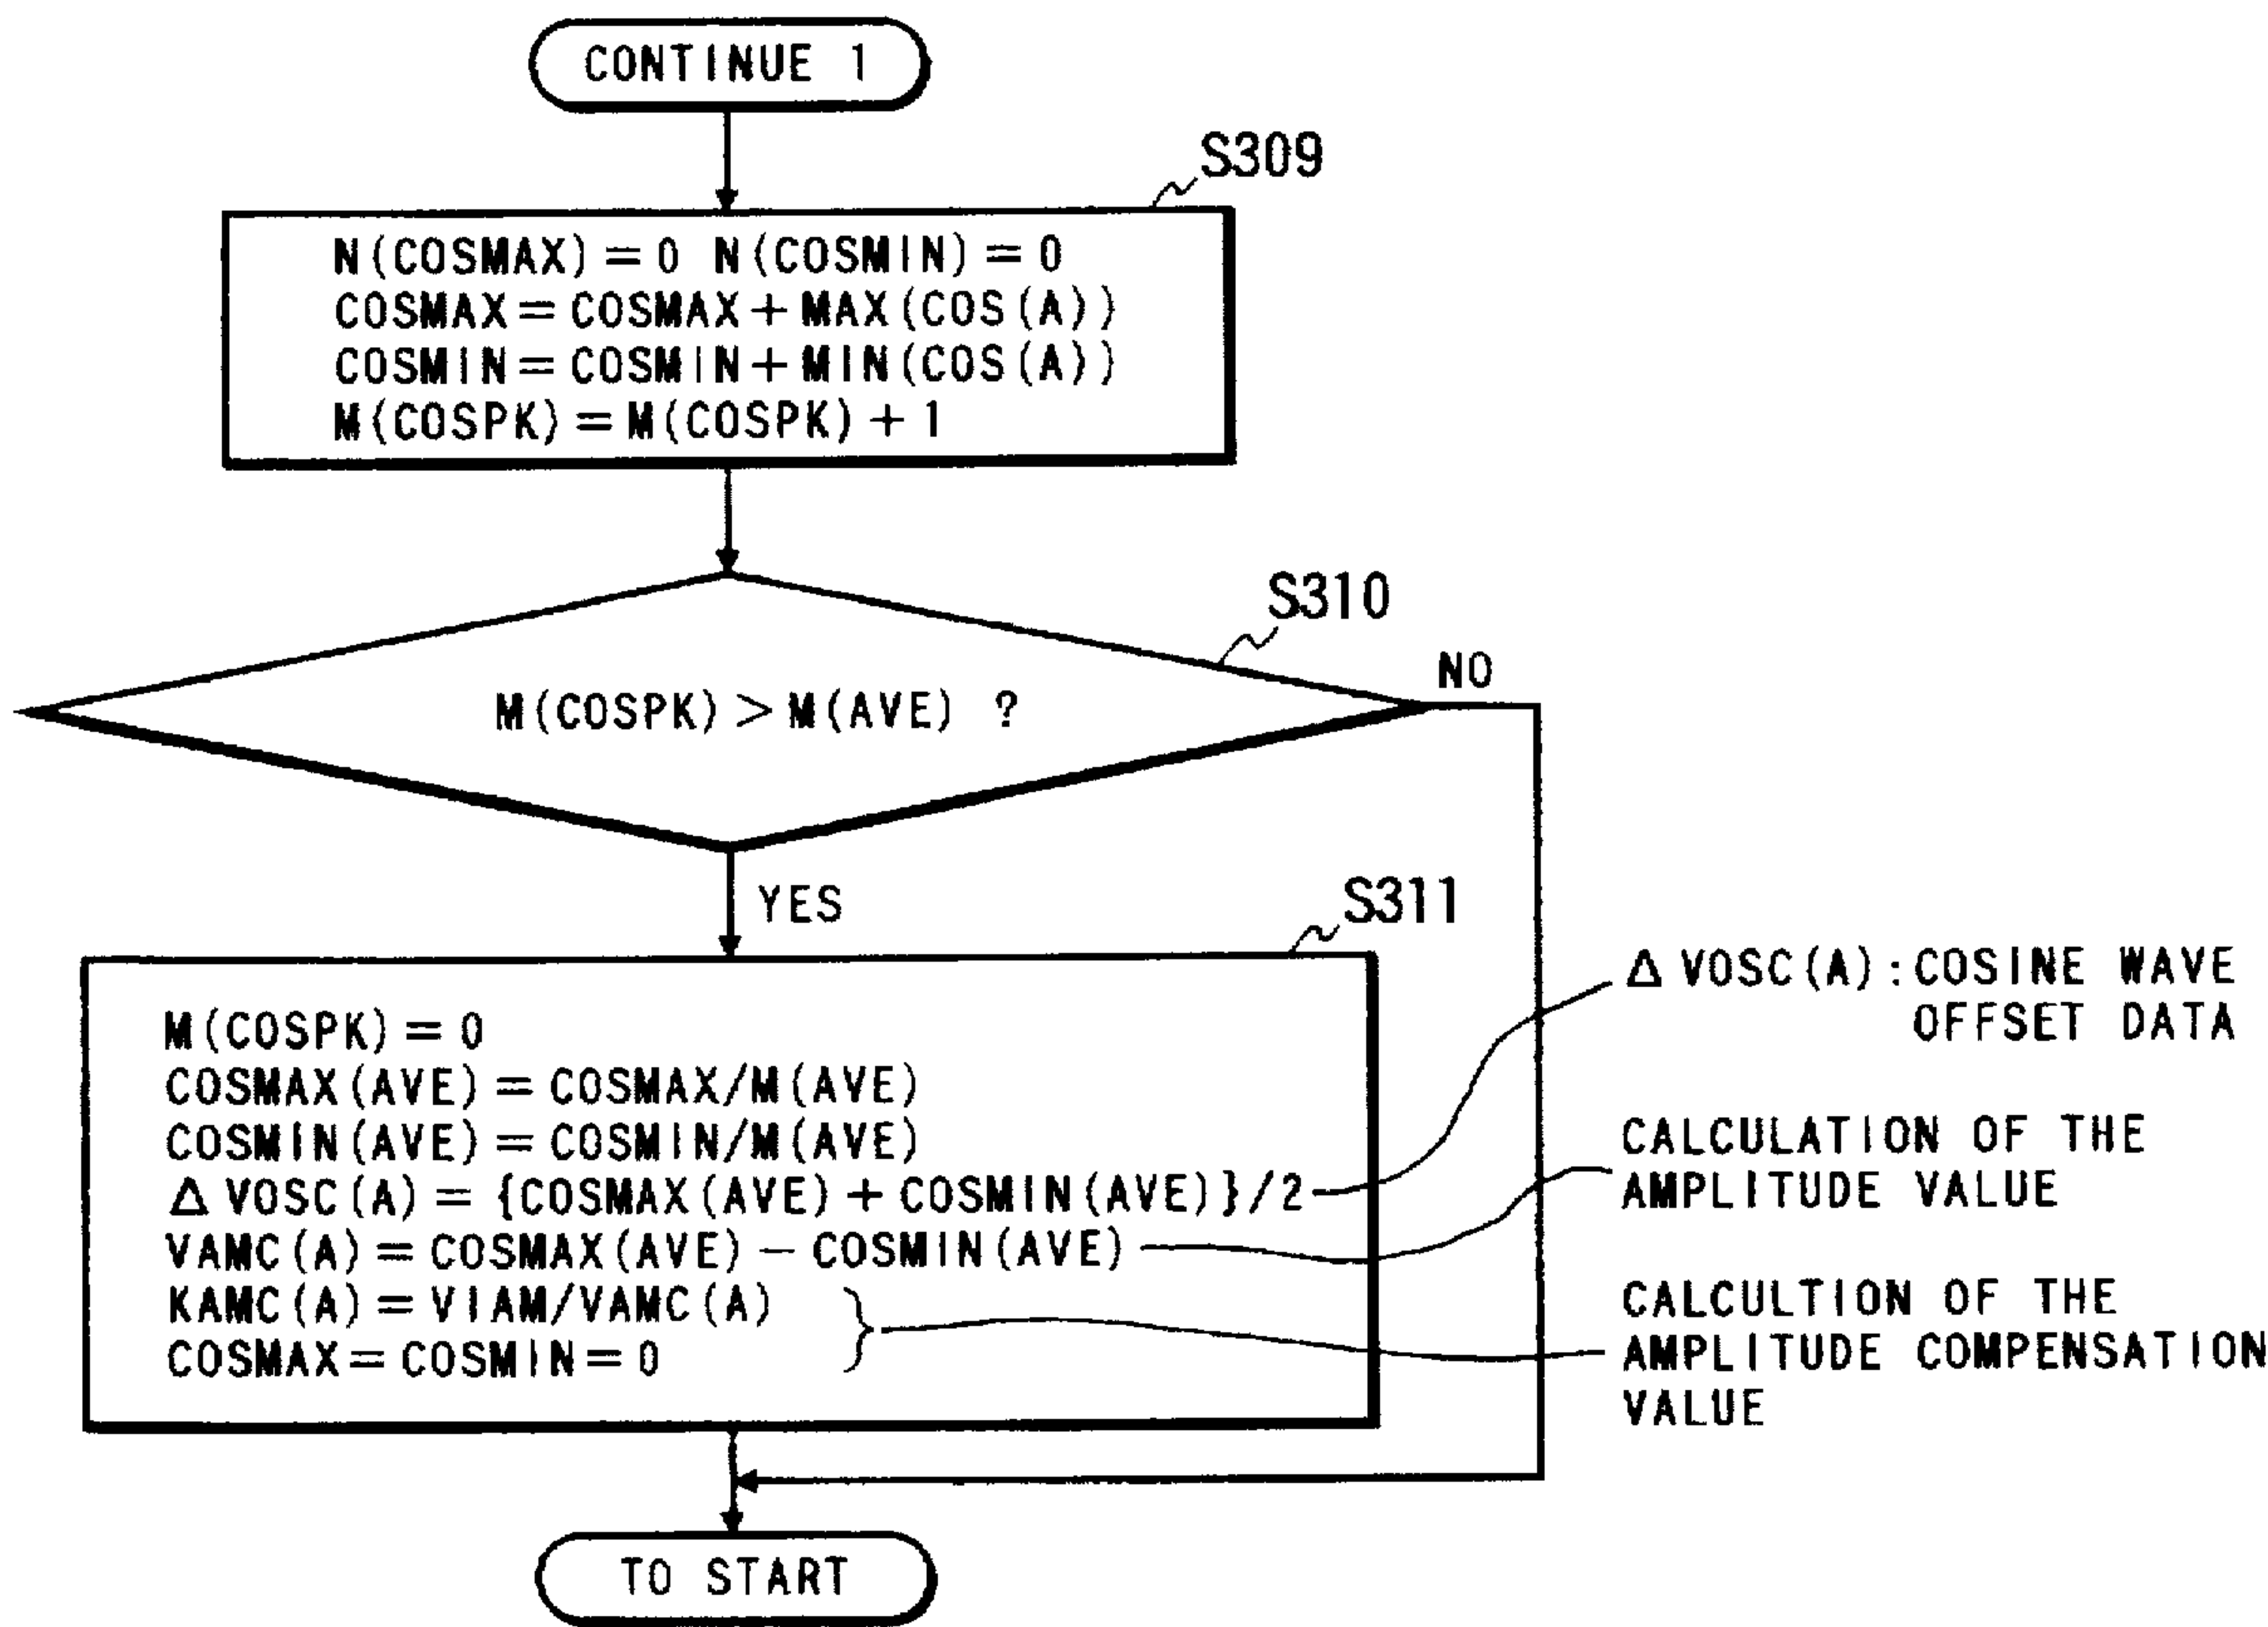 CONTINUE 1
S309
N(COSMAX)=0 N(COSMIN)=0
COSMAX=COSMAX+MAX(COS(A))
COSMIN=COSMIN+MIN(COS(A))
M(COSPK)=M(COSPK)+1
S310
NO
M(COSPK)>M(AVE) ?
YES
S311
M(COSPK)=0
COSMAX(AVE)=COSMAX/M(AVE)
COSMIN(AVE)=COSMIN/M(AVE)
Δ VOSC(A)={COSMAX(AVE)+COSMIN(AVE)}/2
VAMC(A)=COSMAX(AVE)-COSMIN(AVE)
KAMC(A)=VIAM/VAMC(A)
COSMAX=COSMIN=0
Δ VOSC(A):COSINE WAVE
OFFSET DATA
CALCULATION OF THE
AMPLITUDE VALUE
CALCULTION OF THE
AMPLITUDE COMPENSATION
VALUE
TO START